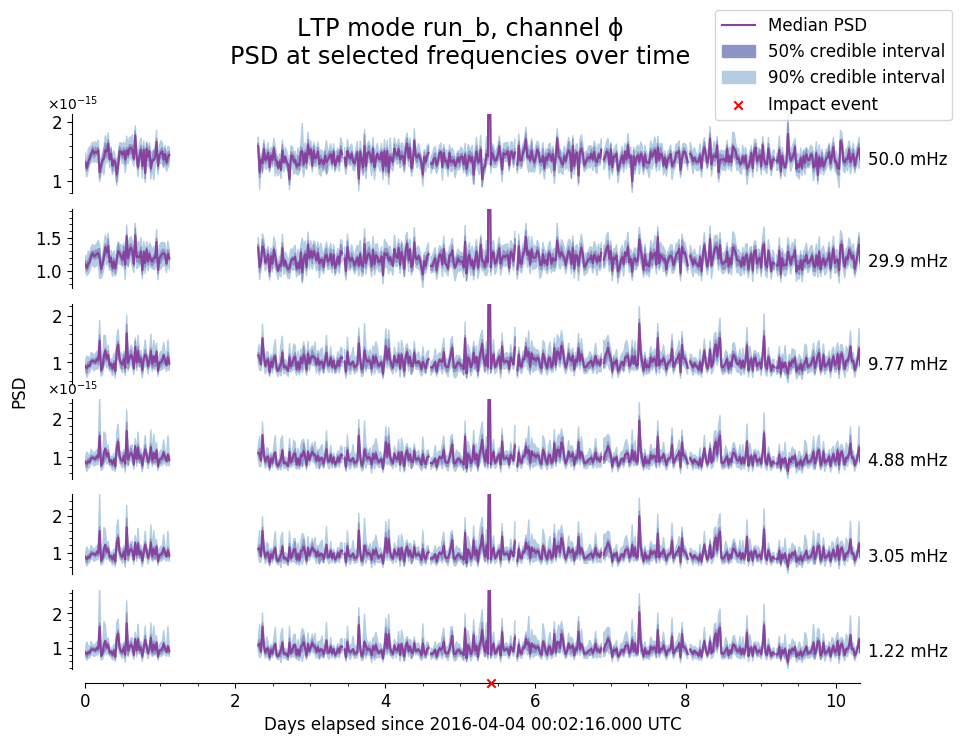 LTP mode run_b, channel ϕ
PSD at selected frequencies over time
Median PSD
50% credible interval
90% credible interval
Impact event
×10⁻¹⁵
2
1
50.0 mHz
1.5
1.0
29.9 mHz
2
1
9.77 mHz
×10⁻¹⁵
2
1
4.88 mHz
2
1
3.05 mHz
2
1
1.22 mHz
PSD
0 2 4 6 8 10
Days elapsed since 2016-04-04 00:02:16.000 UTC